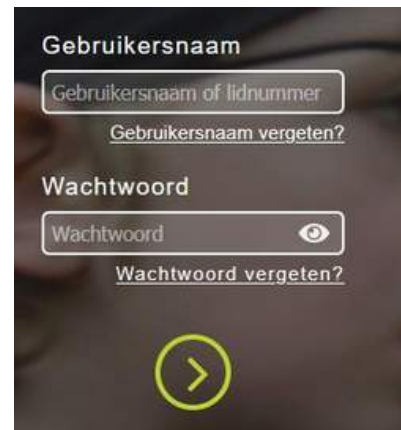 Gebruikersnaam
Gebruikersnaam of lidnummer
Gebruikersnaam vergeten?
Wachtwoord
Wachtwoord
Wachtwoord vergeten?